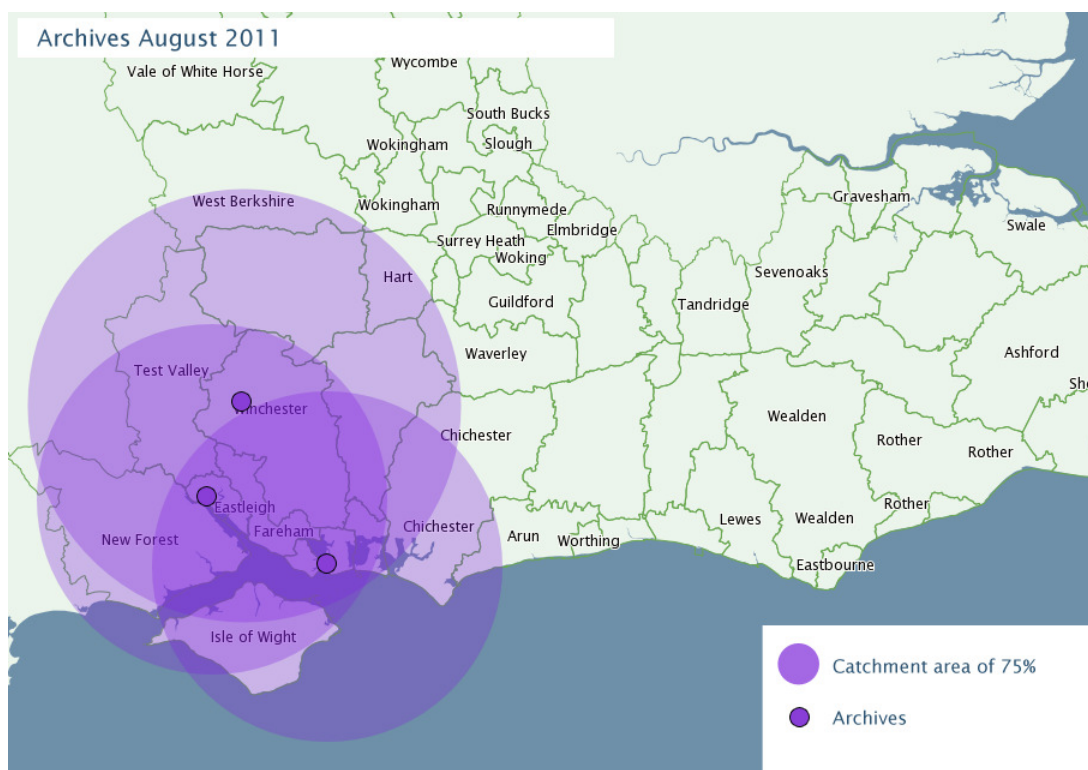 Archives August 2011
Wycombe
Vale of White Horse
South Bucks
Wokingham
Slough
West Berkshire
Wokingham
Runnymede
Gravesham
Elmbridge
Swale
Surrey Heath
Woking
Hart
Sevenoaks
Guildford
Tandridge
Waverley
Ashford
Test Valley
Winchester
Wealden
Chichester
Rother
Rother
Eastleigh
Rother
Fareham
Chichester
Lewes
Wealden
New Forest
Arun
Worthing
Eastbourne
Isle of Wight
Catchment area of 75%
Archives